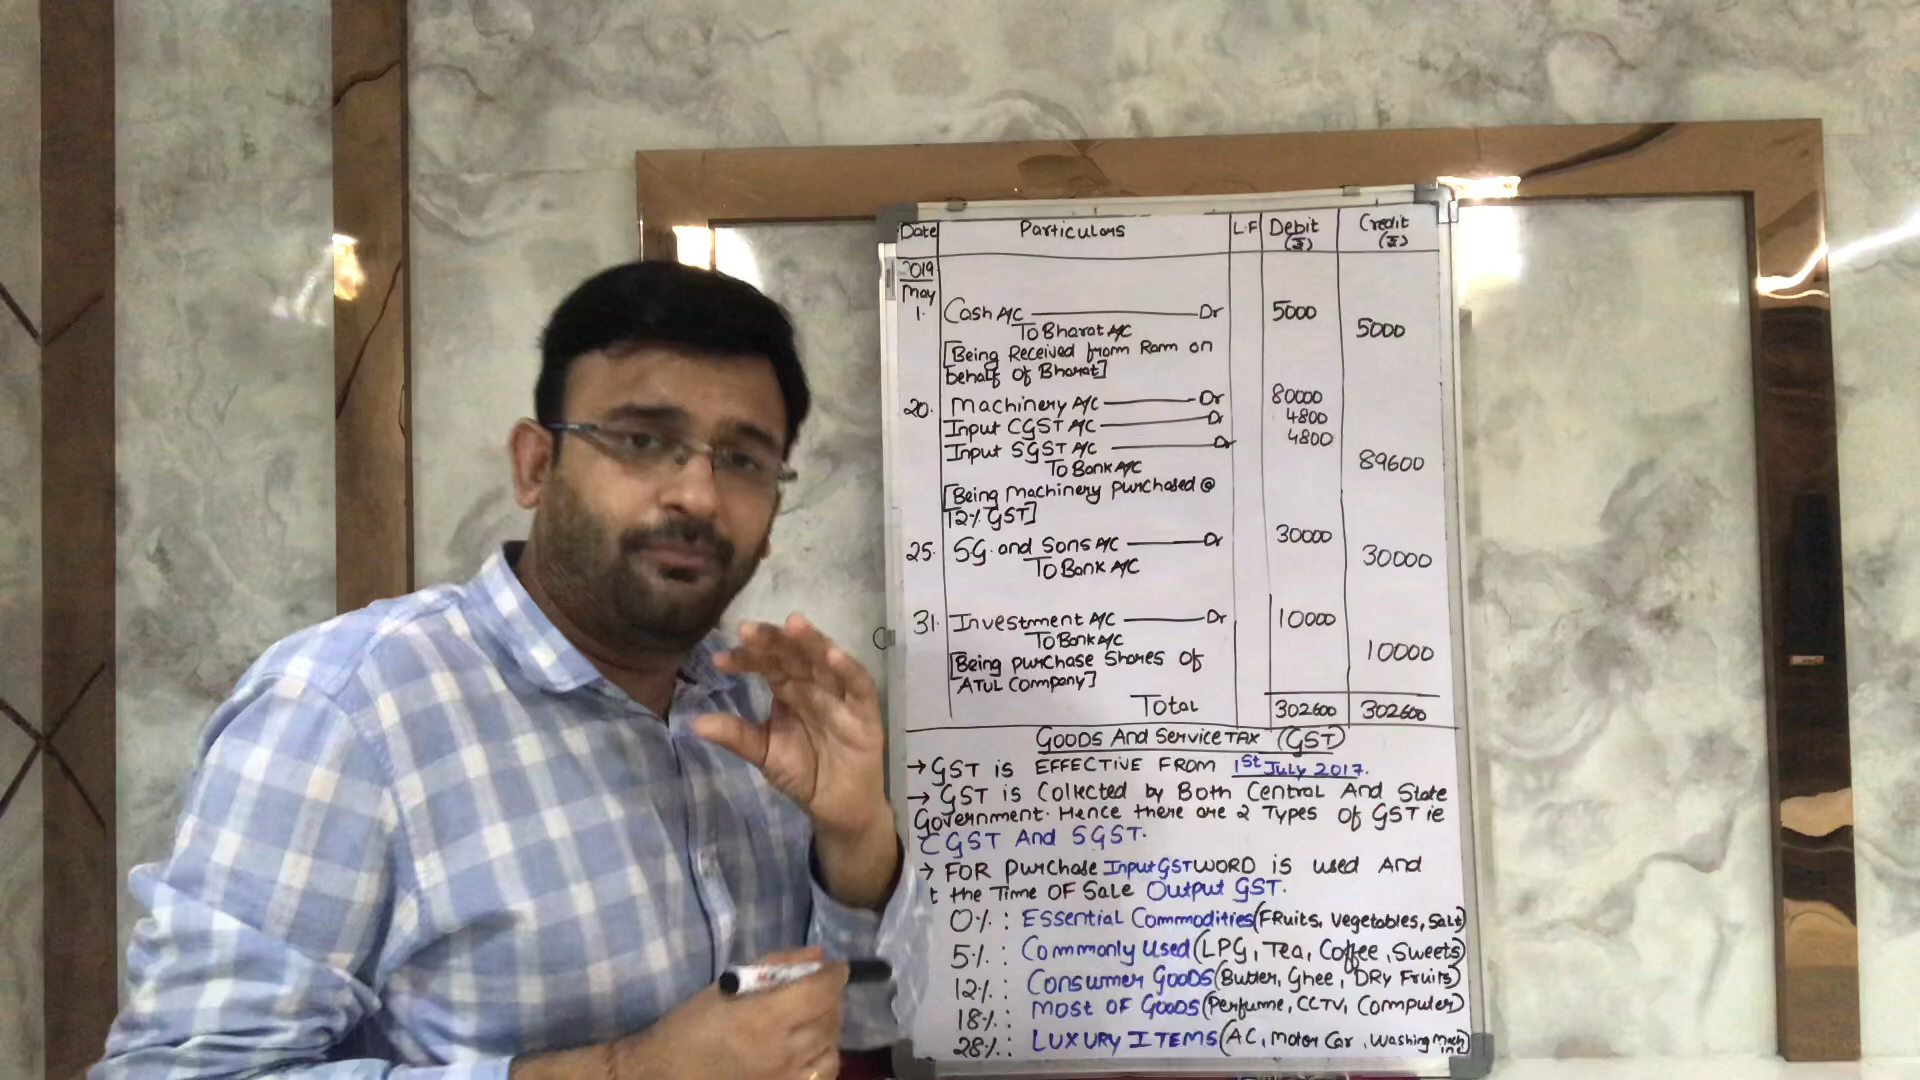 Date Particulars L.F Debit (₹) Credit (₹)
2019
May
1. Cash A/C Dr 5000
To Bharat A/C 5000
[Being Received from Ram on
behalf of Bharat]
20. Machinery A/C Dr 80000
Input CGST A/C Dr 4800
Input SGST A/C Dr 4800
To Bank A/C 89600
[Being Machinery purchased @
12% GST]
25. SG. and Sons A/C Dr 30000
To Bank A/C 30000
31. Investment A/C Dr 10000
To Bank A/C 10000
[Being purchase Shares of
ATUL Company]
Total 302600 302600
GOODS And Service TAX (GST)
→ GST is EFFECTIVE FROM 1st July 2017.
→ GST is Collected by Both Central And State
Government. Hence there are 2 Types Of GST ie
CGST And SGST.
→ FOR purchase Input GST WORD is used And
t the Time OF Sale Output GST.
0%. : ESSential Commodities (FRuits, Vegetables, Salt)
5%. : Commonly Used (LPG, Tea, Coffee, Sweets)
12%. : Consumer GOODS (Butter, Ghee, DRy Fruits)
18%. : MOST OF GOODS (Perfume, CCTV, Computer)
28%. : LUXURY ITEMS (AC, Motor Car, Washing Mach
ine)